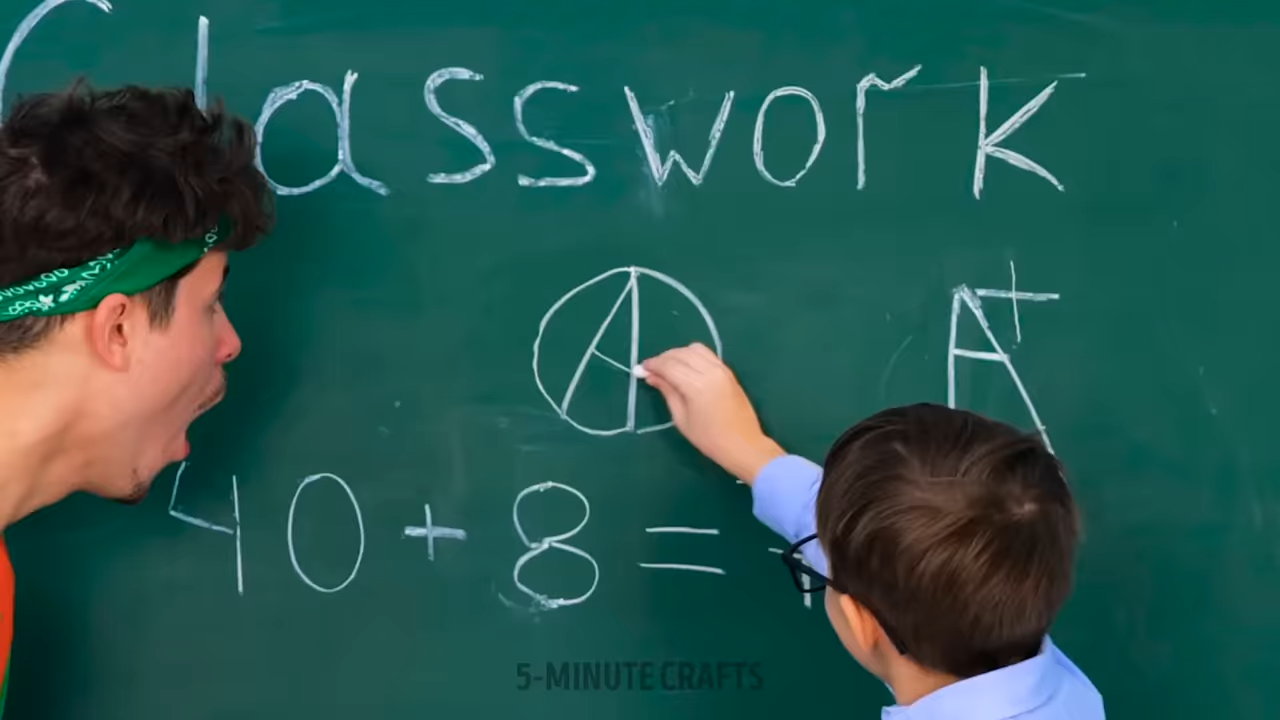 Classwork
A A+
40 + 8 =
5-MINUTE CRAFTS